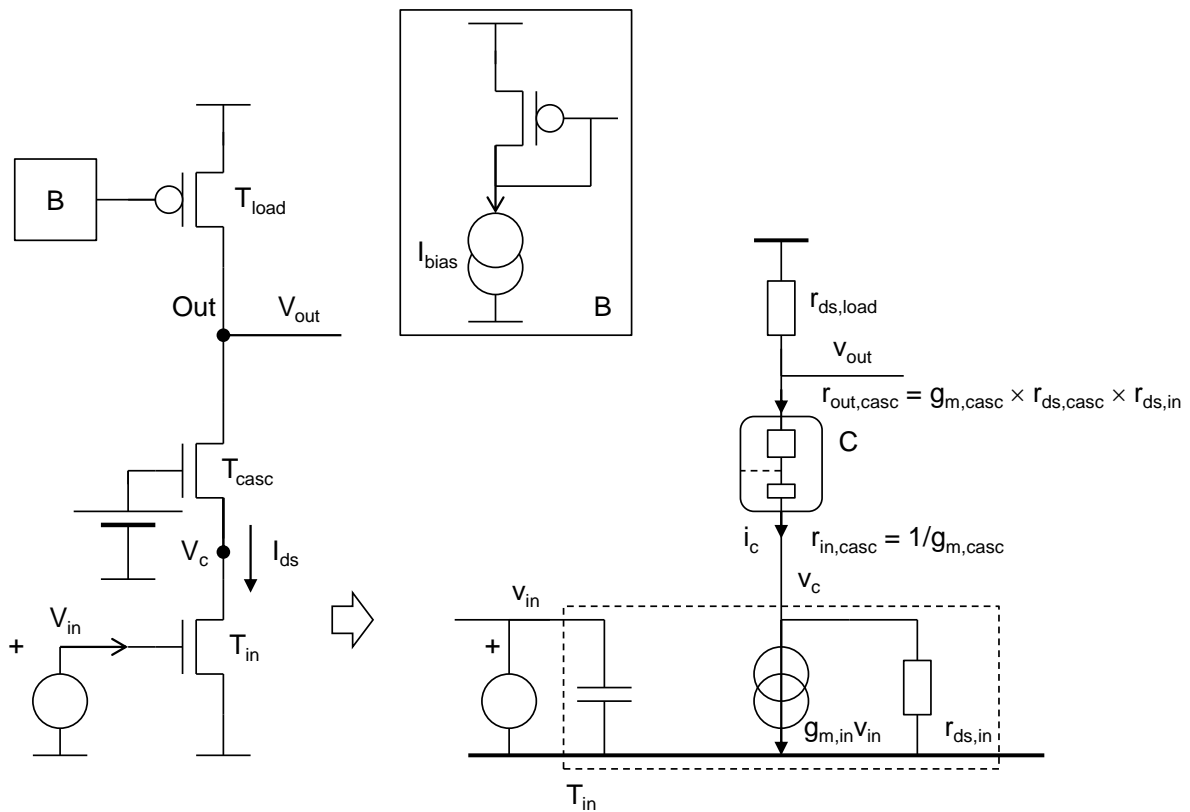 B
T_load
Out
V_out
T_casc
V_c
I_ds
V_in
+
T_in
I_bias
B
r_ds,load
v_out
r_out,casc = g_m,casc × r_ds,casc × r_ds,in
C
i_c
r_in,casc = 1/g_m,casc
v_c
v_in
+
g_m,in v_in
r_ds,in
T_in